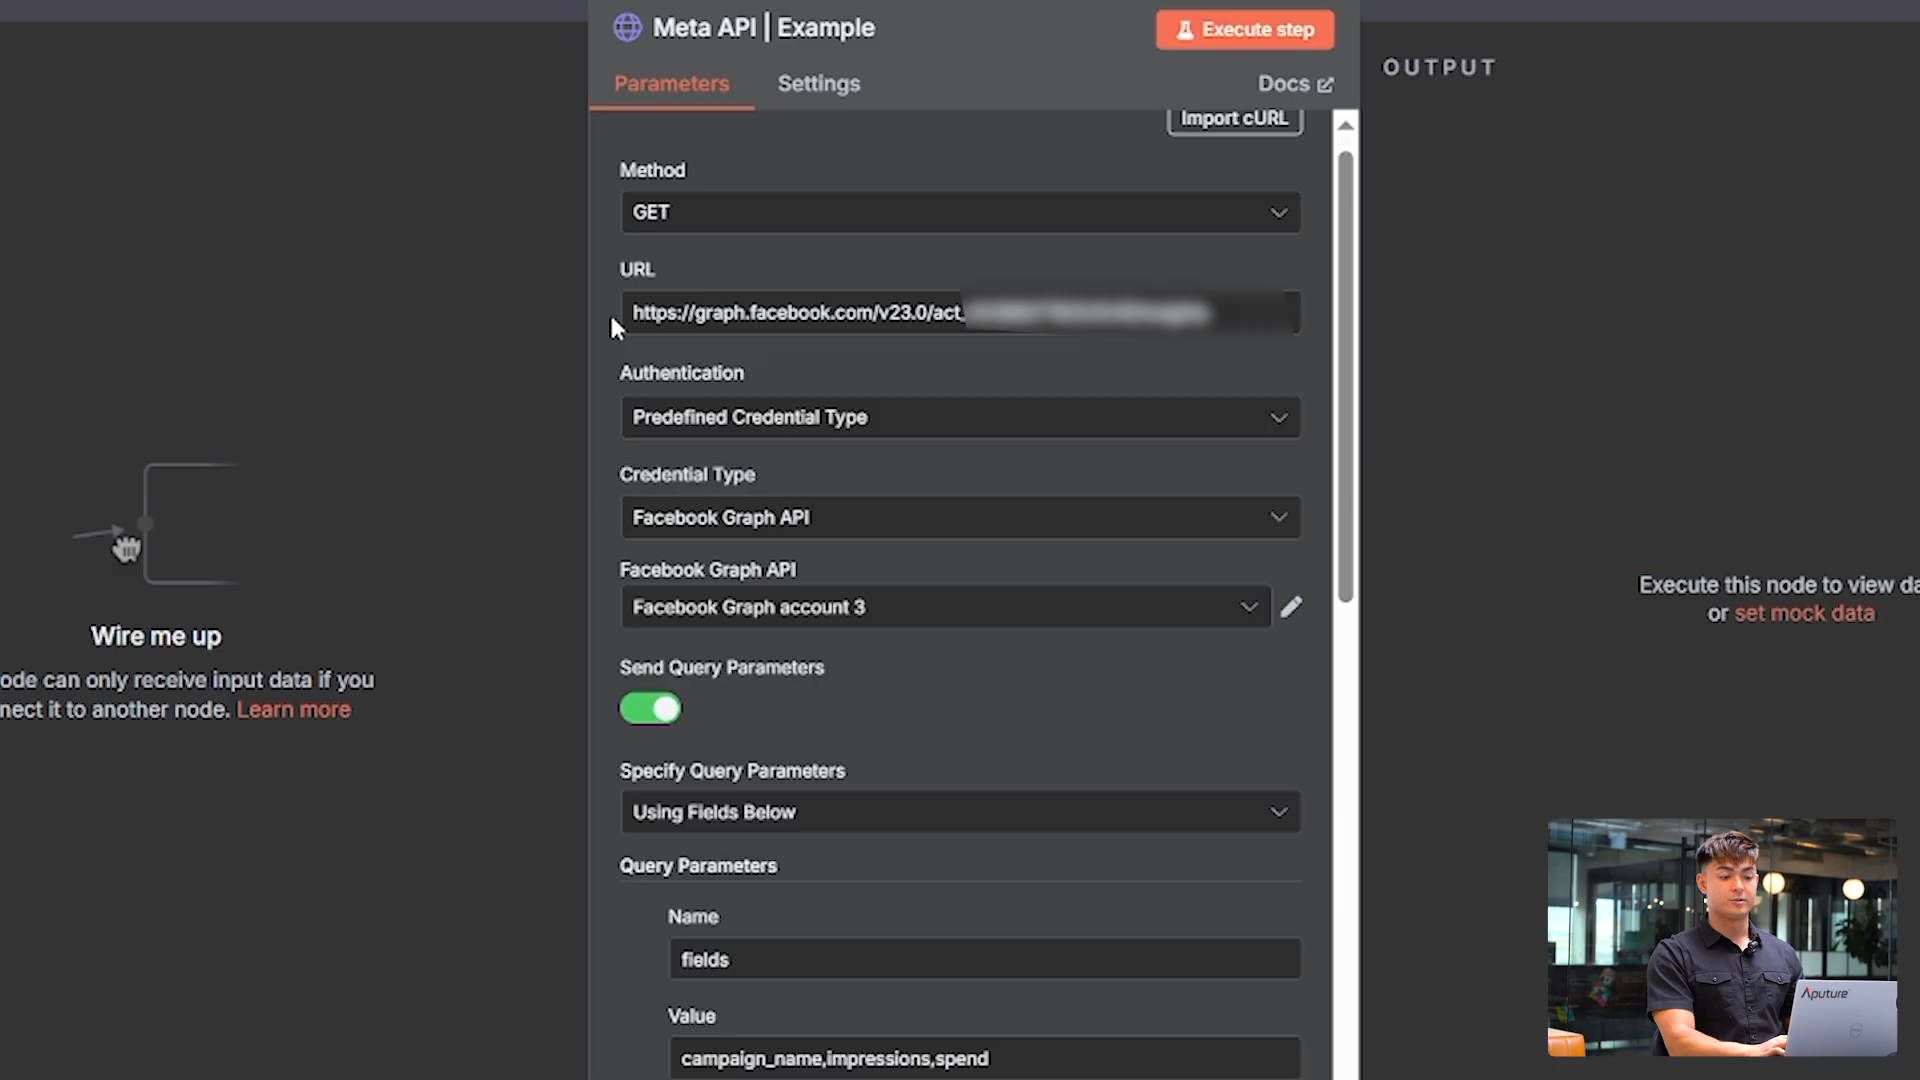 Meta API | Example
Execute step
Parameters
Settings
Docs
OUTPUT
Import cURL
Method
GET
URL
https://graph.facebook.com/v23.0/act_
Authentication
Predefined Credential Type
Credential Type
Facebook Graph API
Facebook Graph API
Facebook Graph account 3
Send Query Parameters
Specify Query Parameters
Using Fields Below
Query Parameters
Name
fields
Value
campaign_name,impressions,spend
Wire me up
ode can only receive input data if you
nect it to another node. Learn more
Execute this node to view da
or set mock data
Aputure